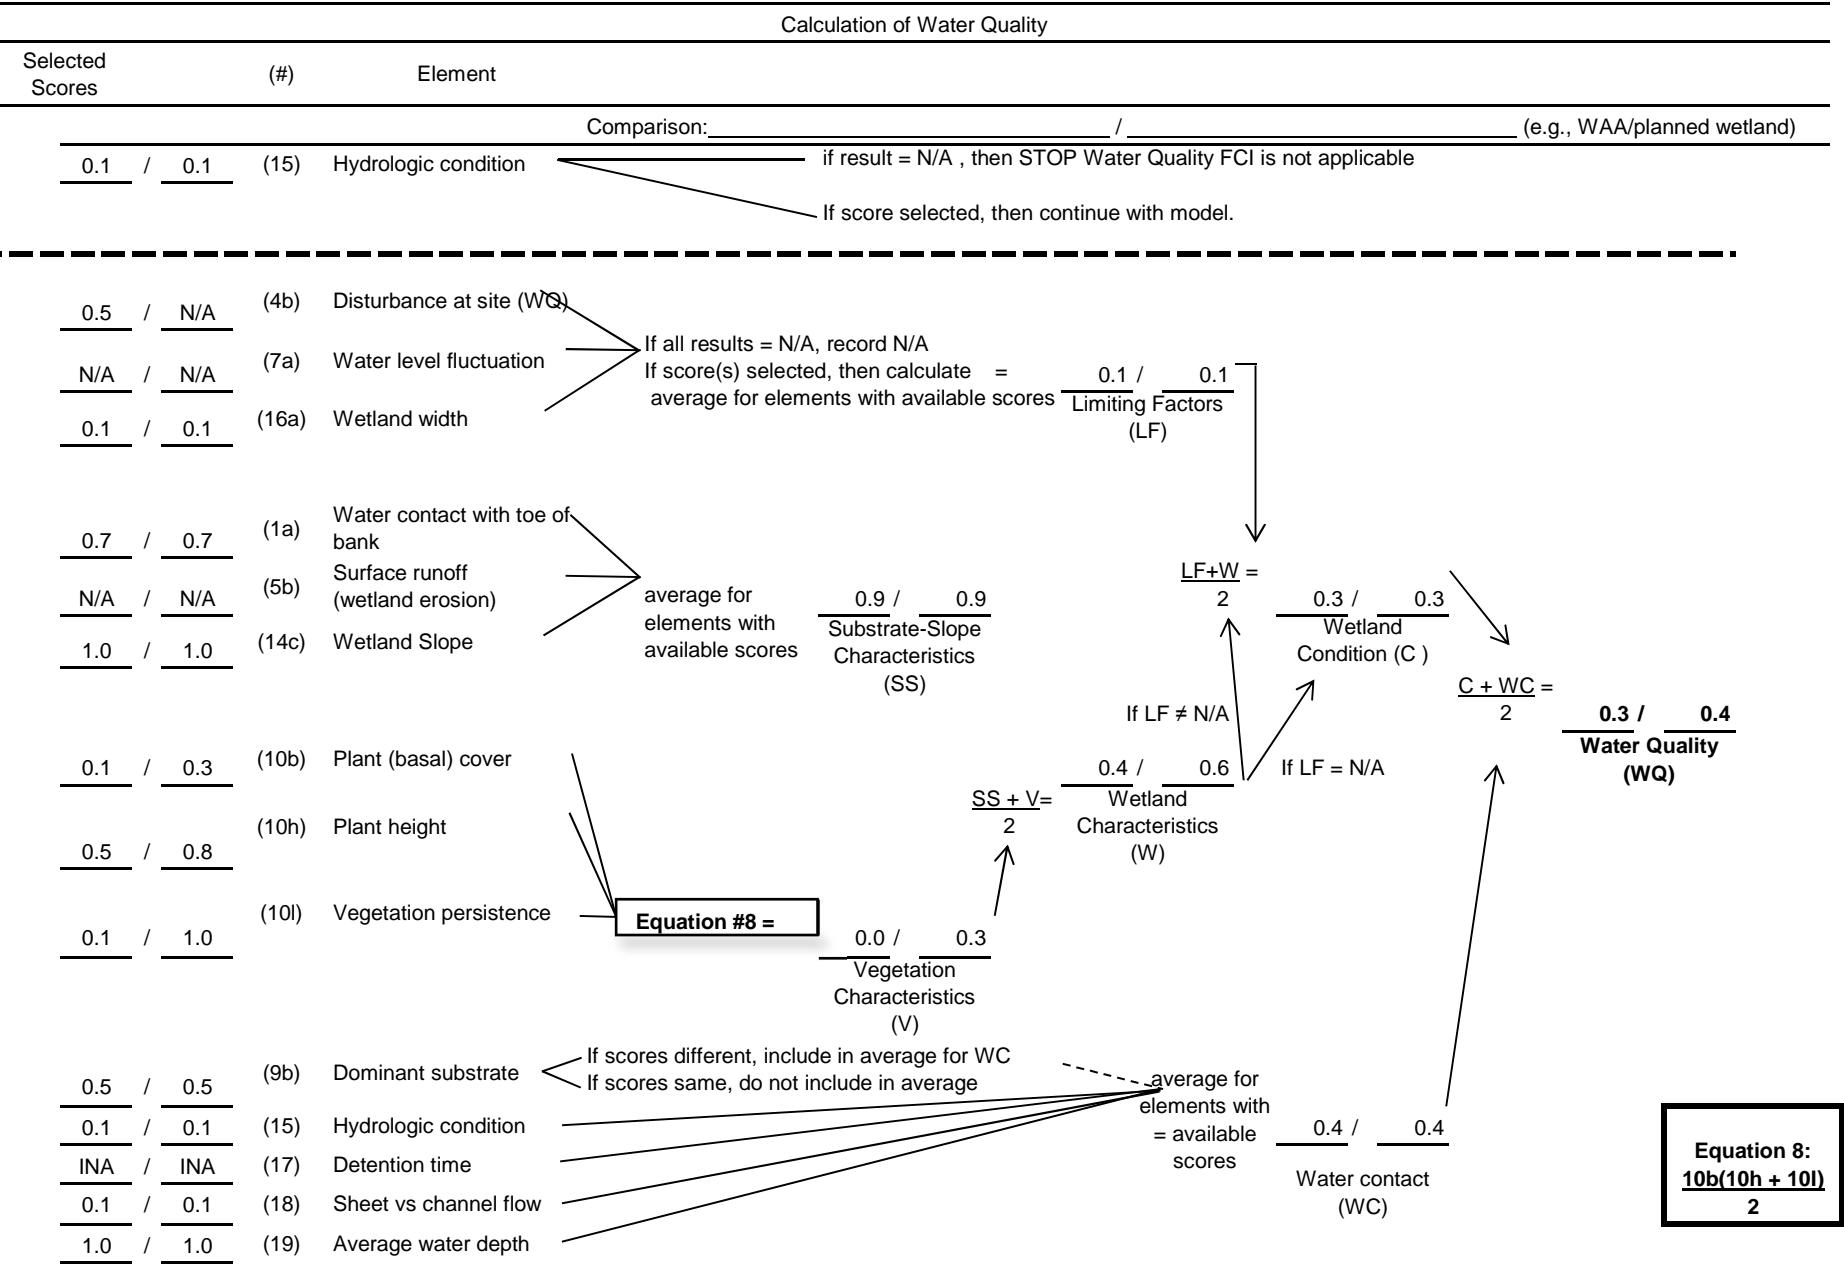 Calculation of Water Quality
Selected
Scores
(#)
Element
Comparison: / (e.g., WAA/planned wetland)
0.1 / 0.1 (15) Hydrologic condition
if result = N/A , then STOP Water Quality FCI is not applicable
If score selected, then continue with model.
0.5 / N/A (4b) Disturbance at site (WQ)
N/A / N/A (7a) Water level fluctuation
0.1 / 0.1 (16a) Wetland width
If all results = N/A, record N/A
If score(s) selected, then calculate =
average for elements with available scores
0.1 / 0.1
Limiting Factors
(LF)
0.7 / 0.7 (1a) Water contact with toe of
bank
N/A / N/A (5b) Surface runoff
(wetland erosion)
1.0 / 1.0 (14c) Wetland Slope
average for
elements with
available scores
0.9 / 0.9
Substrate-Slope
Characteristics
(SS)
LF+W =
2
0.3 / 0.3
Wetland
Condition (C )
C + WC =
2
0.3 / 0.4
Water Quality
(WQ)
If LF ≠ N/A
If LF = N/A
0.1 / 0.3 (10b) Plant (basal) cover
0.5 / 0.8 (10h) Plant height
0.1 / 1.0 (10l) Vegetation persistence
SS + V=
2
0.4 / 0.6
Wetland
Characteristics
(W)
Equation #8 =
0.0 / 0.3
Vegetation
Characteristics
(V)
0.5 / 0.5 (9b) Dominant substrate
If scores different, include in average for WC
If scores same, do not include in average
0.1 / 0.1 (15) Hydrologic condition
INA / INA (17) Detention time
0.1 / 0.1 (18) Sheet vs channel flow
1.0 / 1.0 (19) Average water depth
average for
elements with
= available
scores
0.4 / 0.4
Water contact
(WC)
Equation 8:
10b(10h + 10l)
2